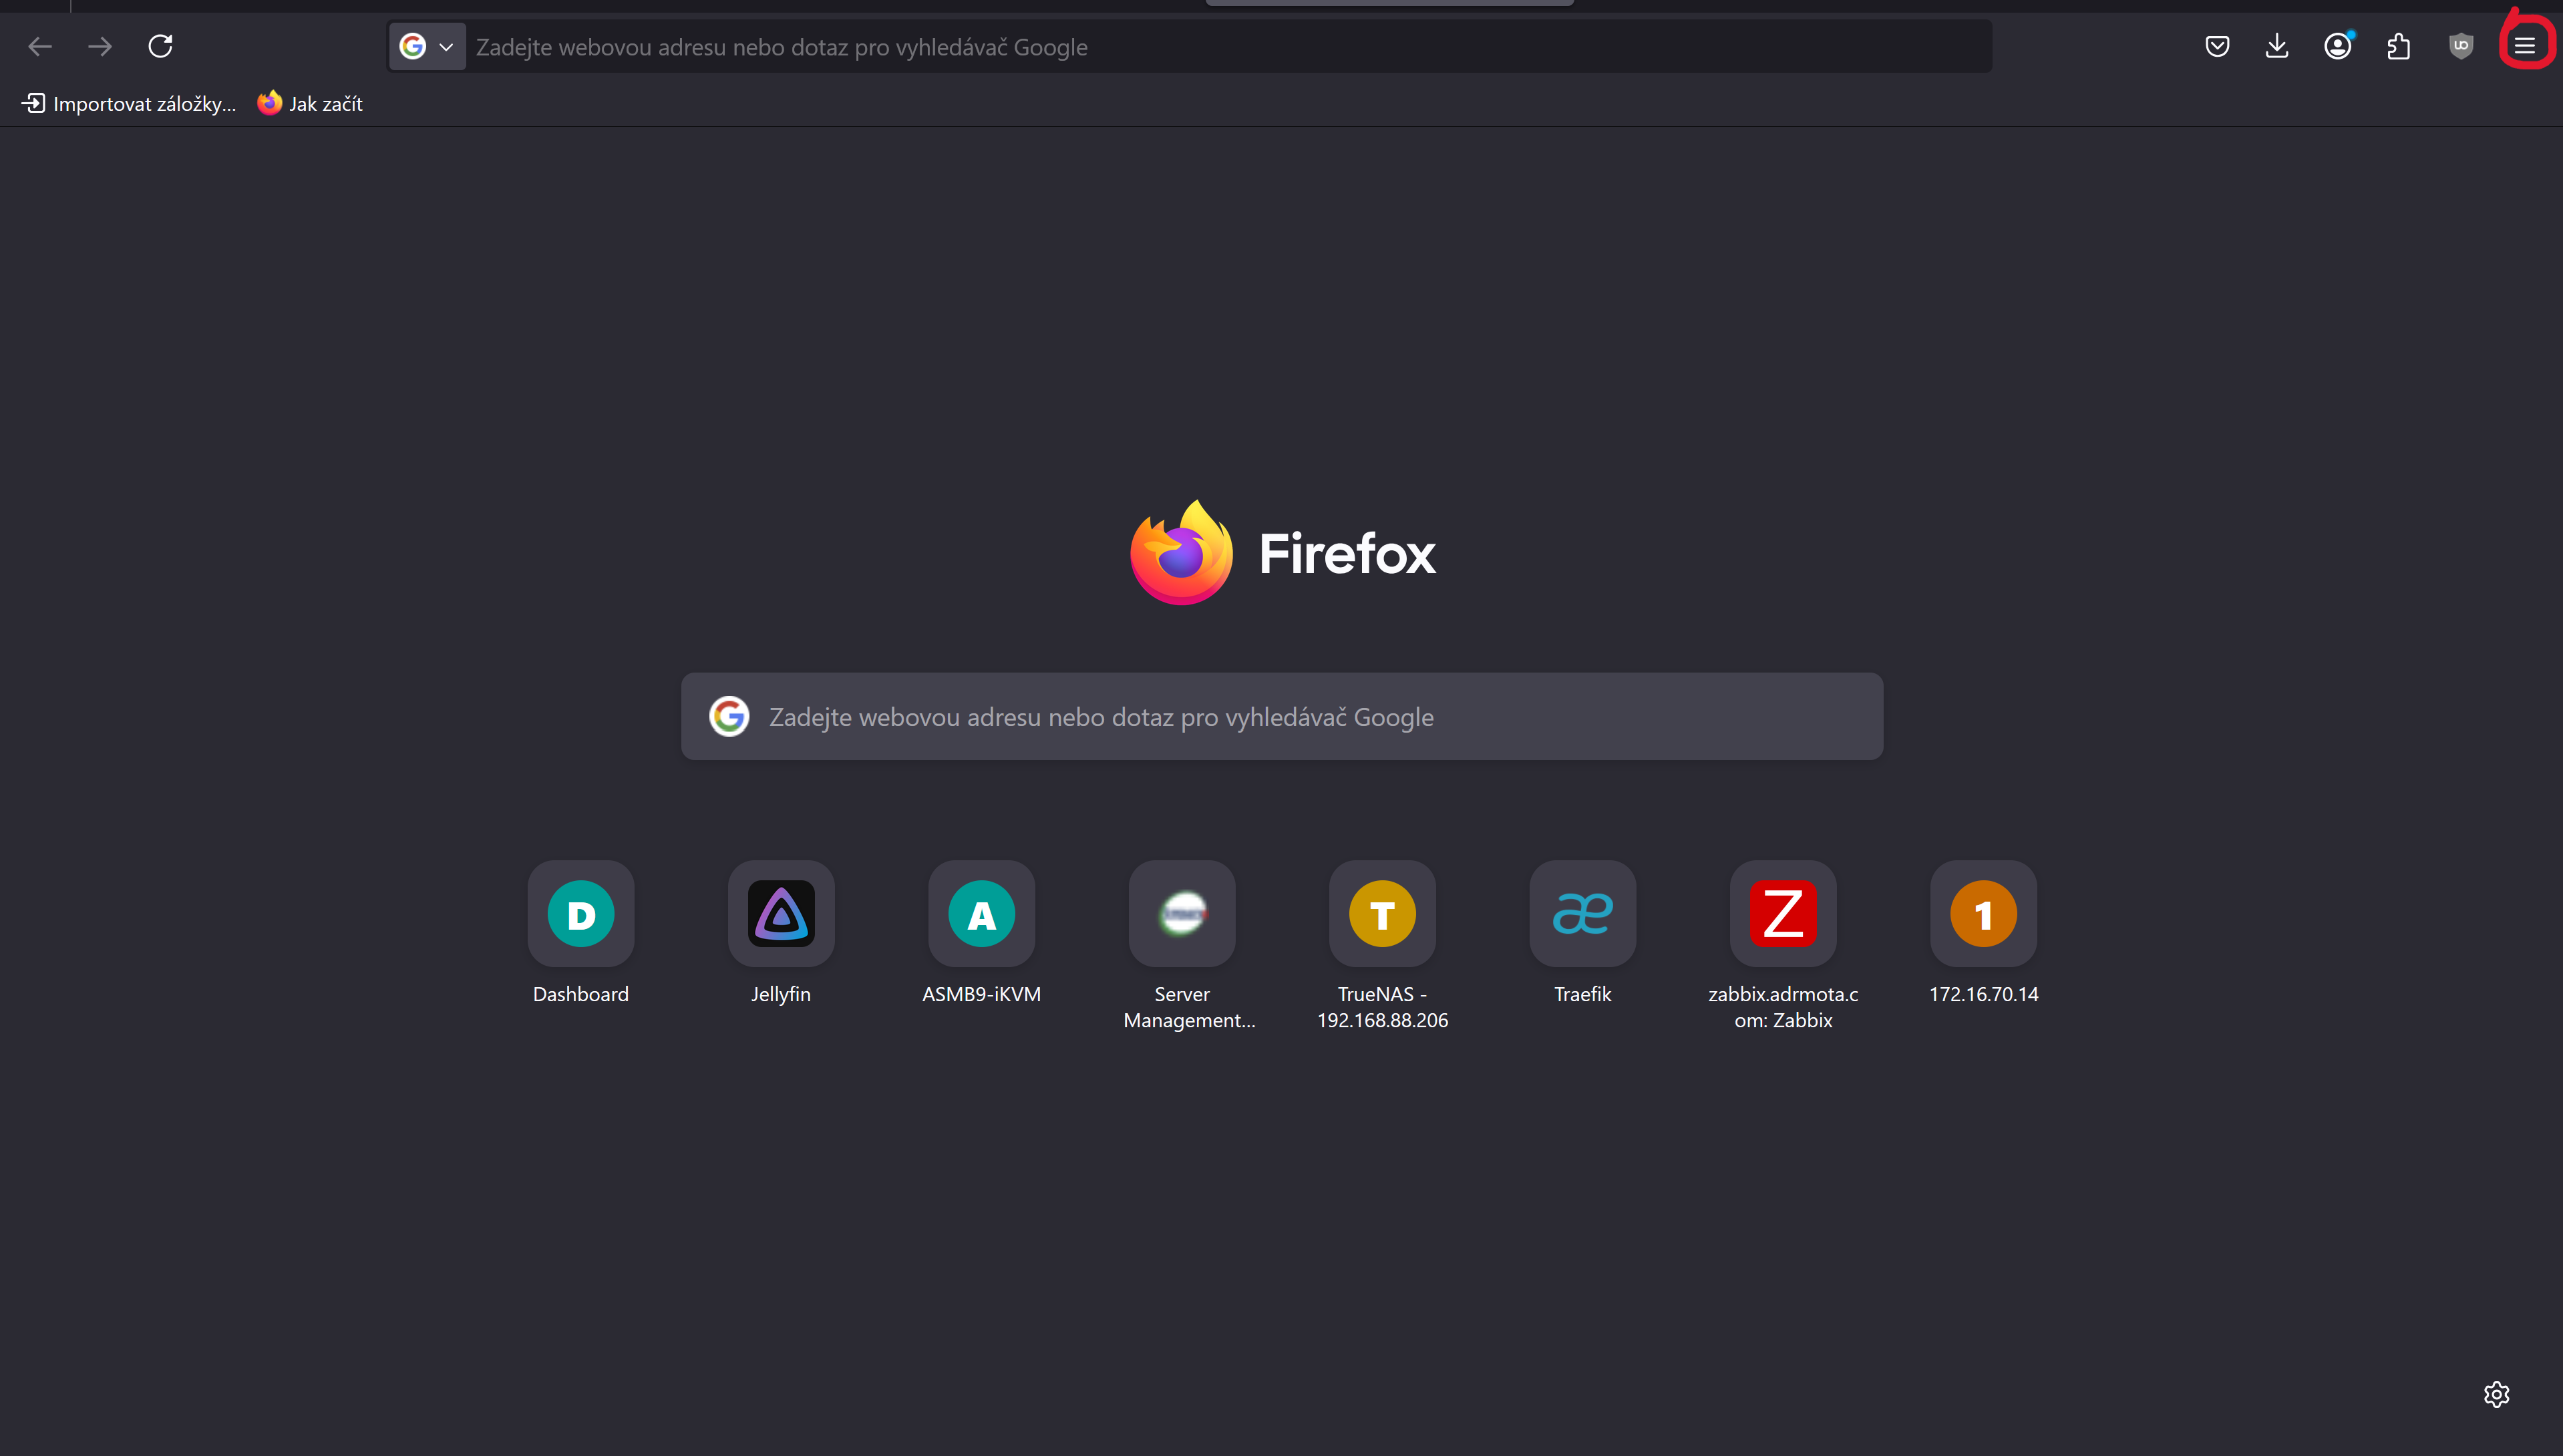 Zadejte webovou adresu nebo dotaz pro vyhledávač Google
Importovat záložky...
Jak začít
Firefox
Zadejte webovou adresu nebo dotaz pro vyhledávač Google
D
A
T
Z
1
Dashboard
Jellyfin
ASMB9-iKVM
Server
Management...
TrueNAS -
192.168.88.206
Traefik
zabbix.adrmota.c
om: Zabbix
172.16.70.14